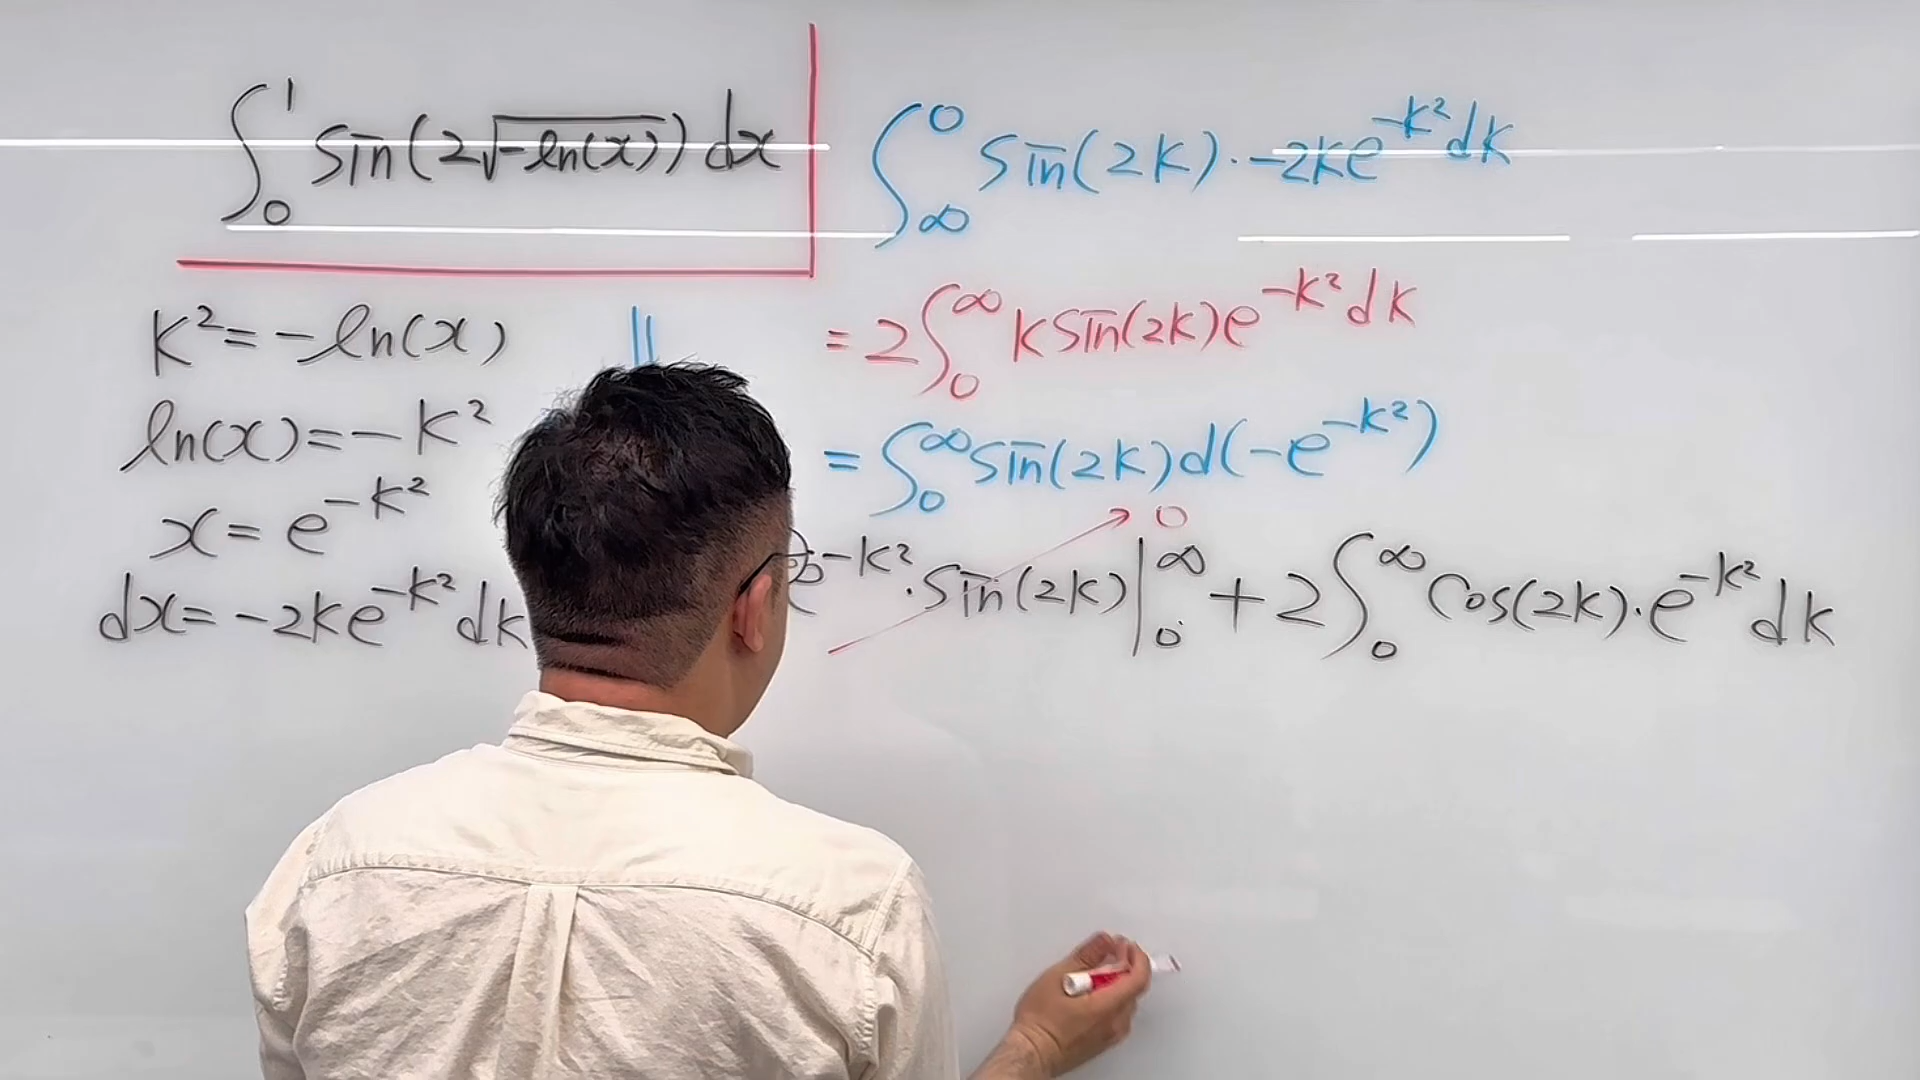 ∫₀¹ sin(2√(-ln(x))) dx
K² = -ln(x)
ln(x) = -K²
x = e^(-K²)
dx = -2ke^(-K²) dk
||
∫_∞^0 sin(2k)·-2ke^(-k²) dk
= 2∫₀^∞ k sin(2k) e^(-k²) dk
= ∫₀^∞ sin(2k) d(-e^(-k²))
e^(-k²)·sin(2k)|₀^∞ → 0 + 2∫₀^∞ cos(2k)·e^(-k²) dk